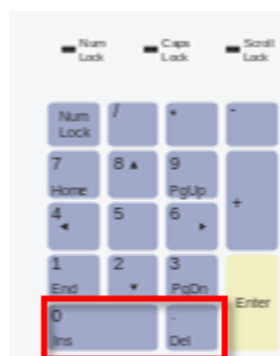 Num Lock Caps Lock Scroll Lock
Num Lock / * -
7 Home 8 ▲ 9 PgUp +
4 ◄ 5 6 ►
1 End 2 ▼ 3 PgDn Enter
0 Ins . Del